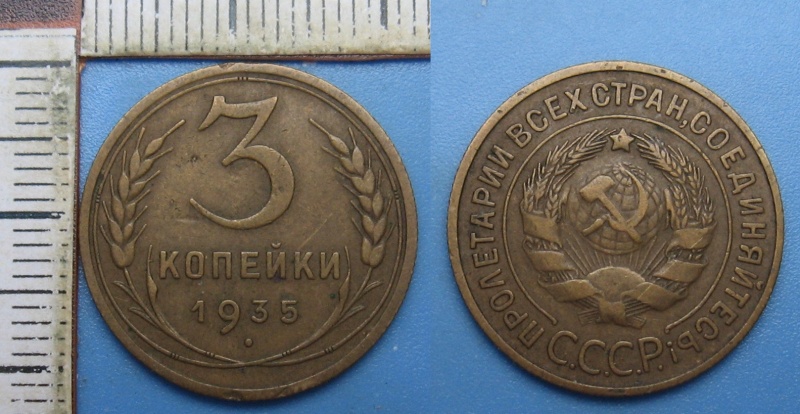 3
КОПЕЙКИ
1935
ПРОЛЕТАРИИ ВСЕХ СТРАН, СОЕДИНЯЙТЕСЬ!
С.С.С.Р.